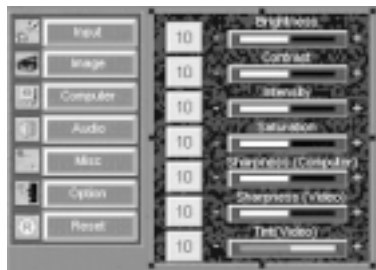 Input
Image
Computer
Audio
Misc
Option
Reset
10 Brightness
10 Contrast
10 Intensity
10 Saturation
10 Sharpness (Computer)
10 Sharpness (Video)
10 Tint(Video)